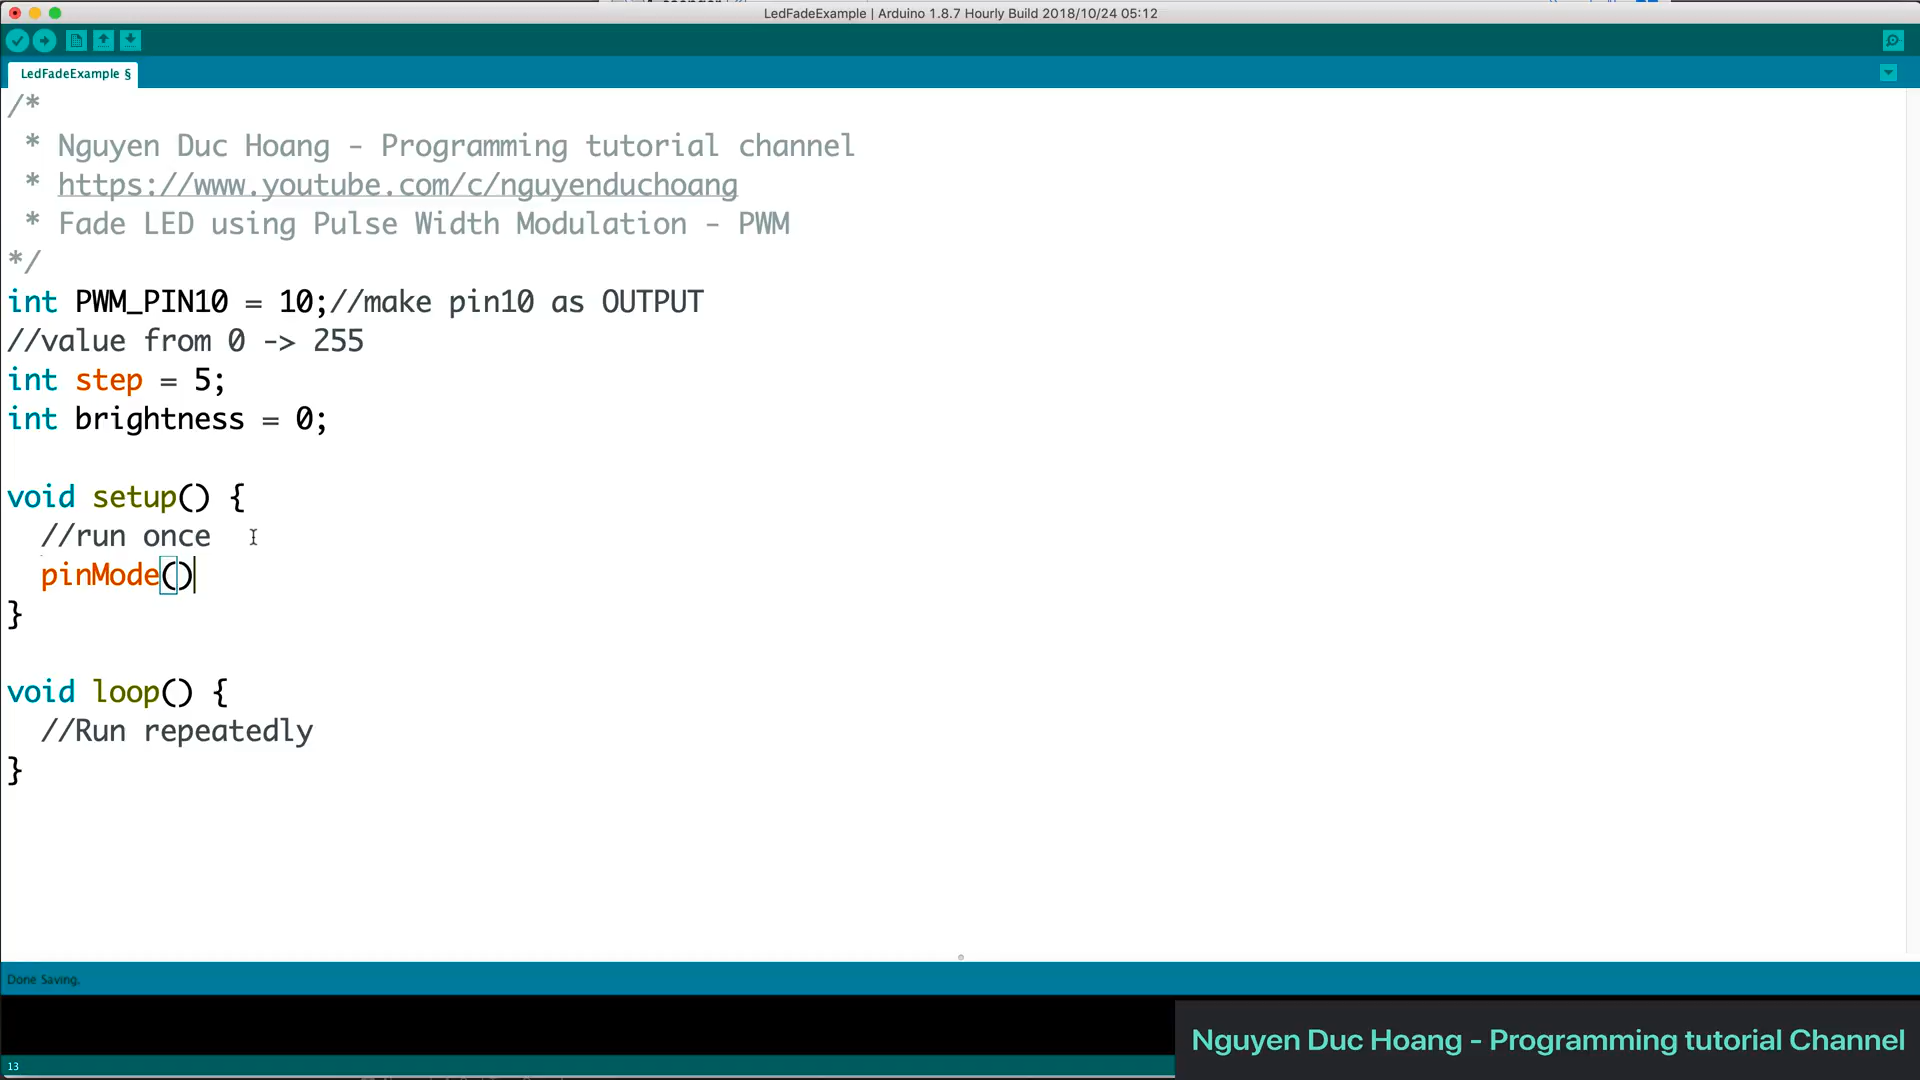 LedFadeExample | Arduino 1.8.7 Hourly Build 2018/10/24 05:12
LedFadeExample §
/*
 * Nguyen Duc Hoang - Programming tutorial channel
 * https://www.youtube.com/c/nguyenduchoang
 * Fade LED using Pulse Width Modulation - PWM
*/
int PWM_PIN10 = 10;//make pin10 as OUTPUT
//value from 0 -> 255
int step = 5;
int brightness = 0;
void setup() {
  //run once
  pinMode()
}
void loop() {
  //Run repeatedly
}
Done Saving.
Nguyen Duc Hoang - Programming tutorial Channel
13